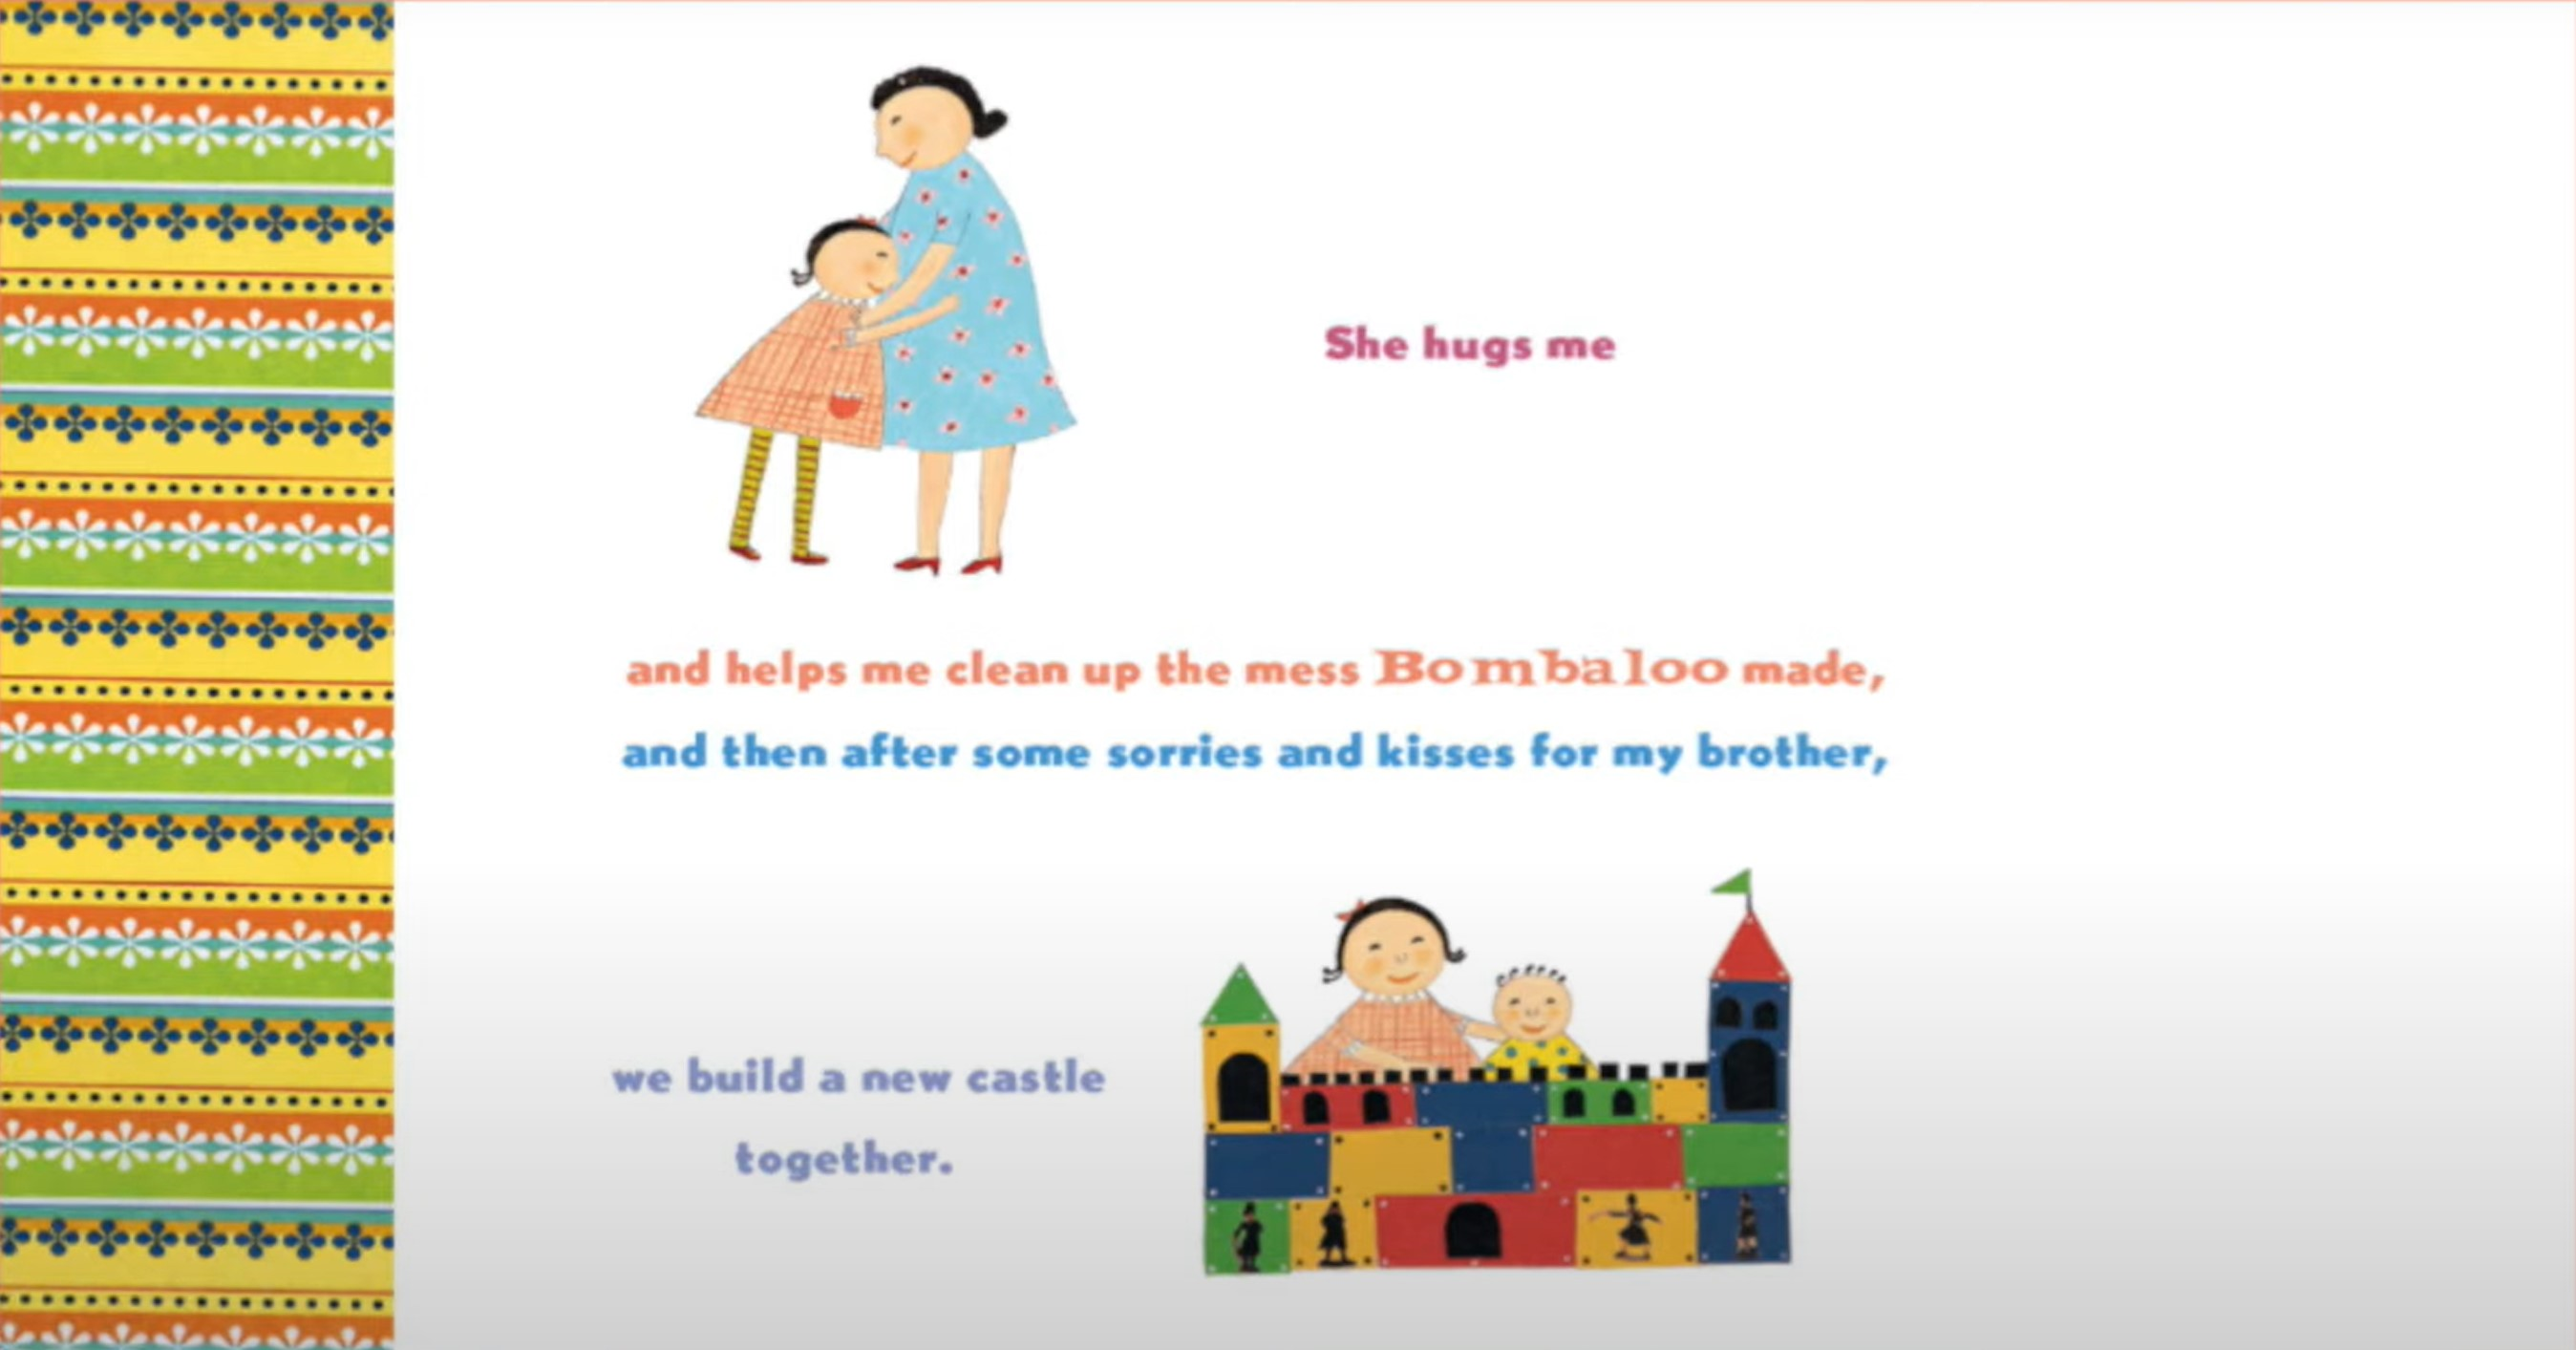 She hugs me
and helps me clean up the mess Bombaloo made,
and then after some sorries and kisses for my brother,
we build a new castle
together.